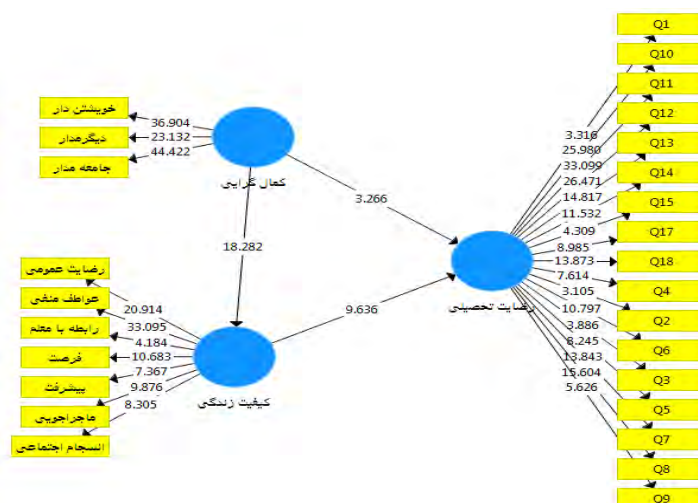 خویشتن دار
دیگرمدار
جامعه مدار
36.904
23.132
44.422
کمال گرایی
3.266
18.282
9.636
رضایت عمومی
عواطف منفی
رابطه با معلم
فرصت
پیشرفت
ماجراجویی
انسجام اجتماعی
20.914
33.095
4.184
10.683
7.367
9.876
8.305
کیفیت زندگی
رضایت تحصیلی
3.316
25.980
33.099
26.471
14.817
11.532
4.309
8.985
13.873
7.614
3.105
10.797
3.886
8.245
13.843
15.604
5.626
Q1
Q10
Q11
Q12
Q13
Q14
Q15
Q17
Q18
Q4
Q2
Q6
Q3
Q5
Q7
Q8
Q9